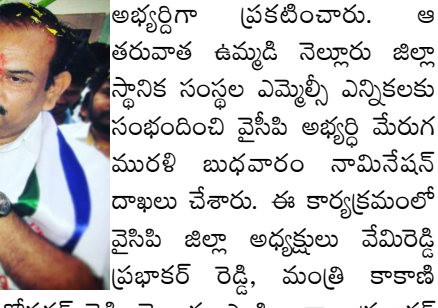 అభ్యర్దిగా ప్రకటించారు. ఆ
తరువాత ఉమ్మడి నెల్లూరు జిల్లా
స్థానిక సంస్థల ఎమ్మెల్సీ ఎన్నికలకు
సంభందించి వైసీపి అభ్యర్ధి మేరుగ
మురళి బుధవారం నామినేషన్
దాఖలు చేశారు. ఈ కార్యక్రమంలో
వైసిపి జిల్లా అధ్యక్షులు వేమిరెడ్డి
ప్రభాకర్ రెడ్డి, మంత్రి కాకాణి